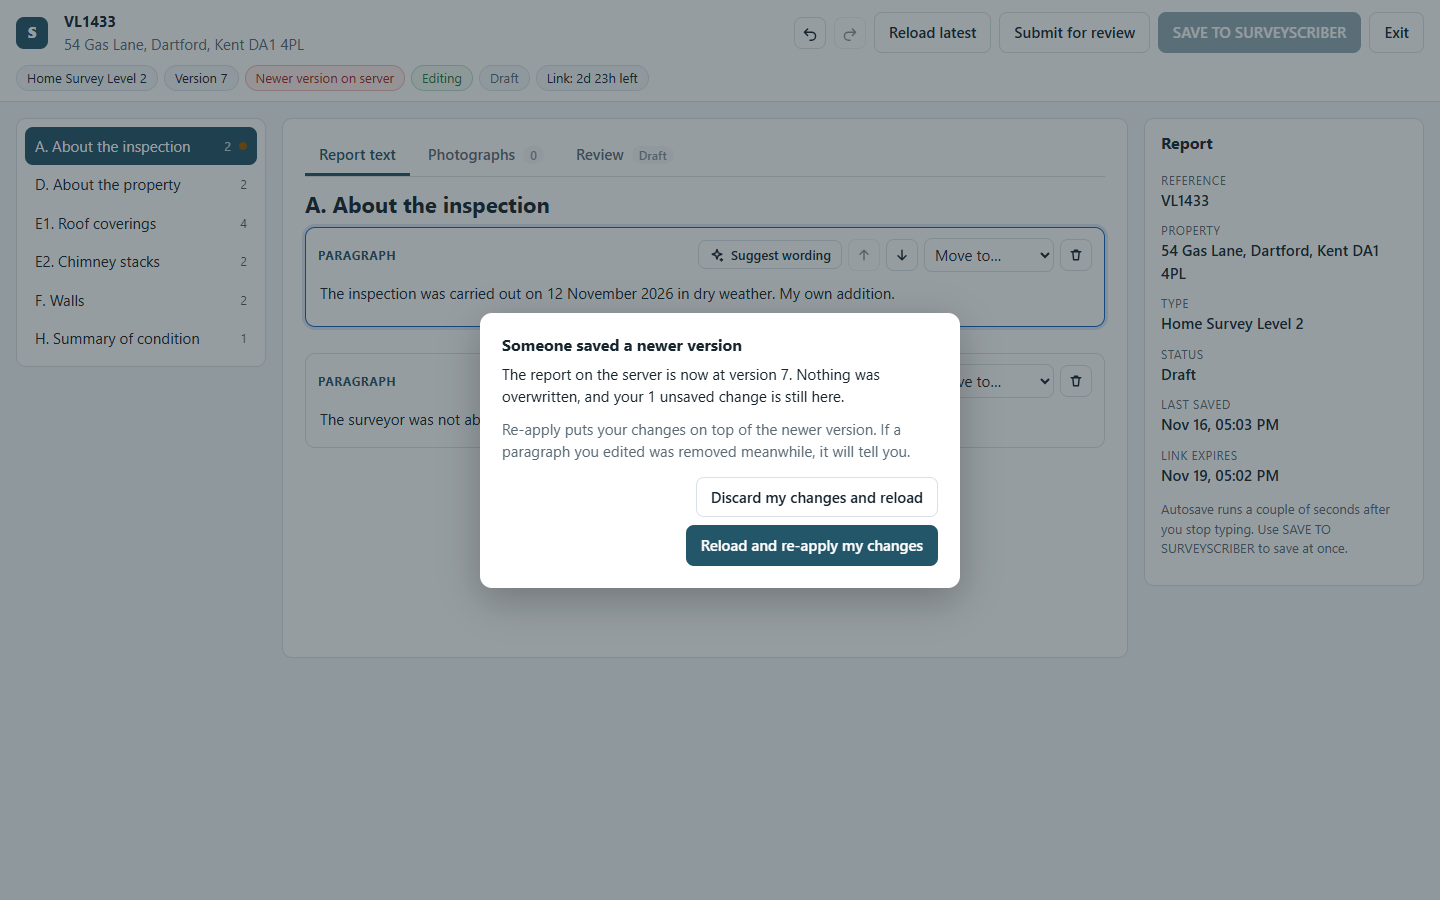 S
VL1433
54 Gas Lane, Dartford, Kent DA1 4PL
Reload latest
Submit for review
SAVE TO SURVEYSCRIBER
Exit
Home Survey Level 2
Version 7
Newer version on server
Editing
Draft
Link: 2d 23h left
A. About the inspection 2
D. About the property 2
E1. Roof coverings 4
E2. Chimney stacks 2
F. Walls 2
H. Summary of condition 1
Report text
Photographs 0
Review Draft
A. About the inspection
PARAGRAPH
Suggest wording
Move to...
The inspection was carried out on 12 November 2026 in dry weather. My own addition.
PARAGRAPH
ve to...
The surveyor was not ab
Someone saved a newer version
The report on the server is now at version 7. Nothing was
overwritten, and your 1 unsaved change is still here.
Re-apply puts your changes on top of the newer version. If a
paragraph you edited was removed meanwhile, it will tell you.
Discard my changes and reload
Reload and re-apply my changes
Report
REFERENCE
VL1433
PROPERTY
54 Gas Lane, Dartford, Kent DA1
4PL
TYPE
Home Survey Level 2
STATUS
Draft
LAST SAVED
Nov 16, 05:03 PM
LINK EXPIRES
Nov 19, 05:02 PM
Autosave runs a couple of seconds after
you stop typing. Use SAVE TO
SURVEYSCRIBER to save at once.